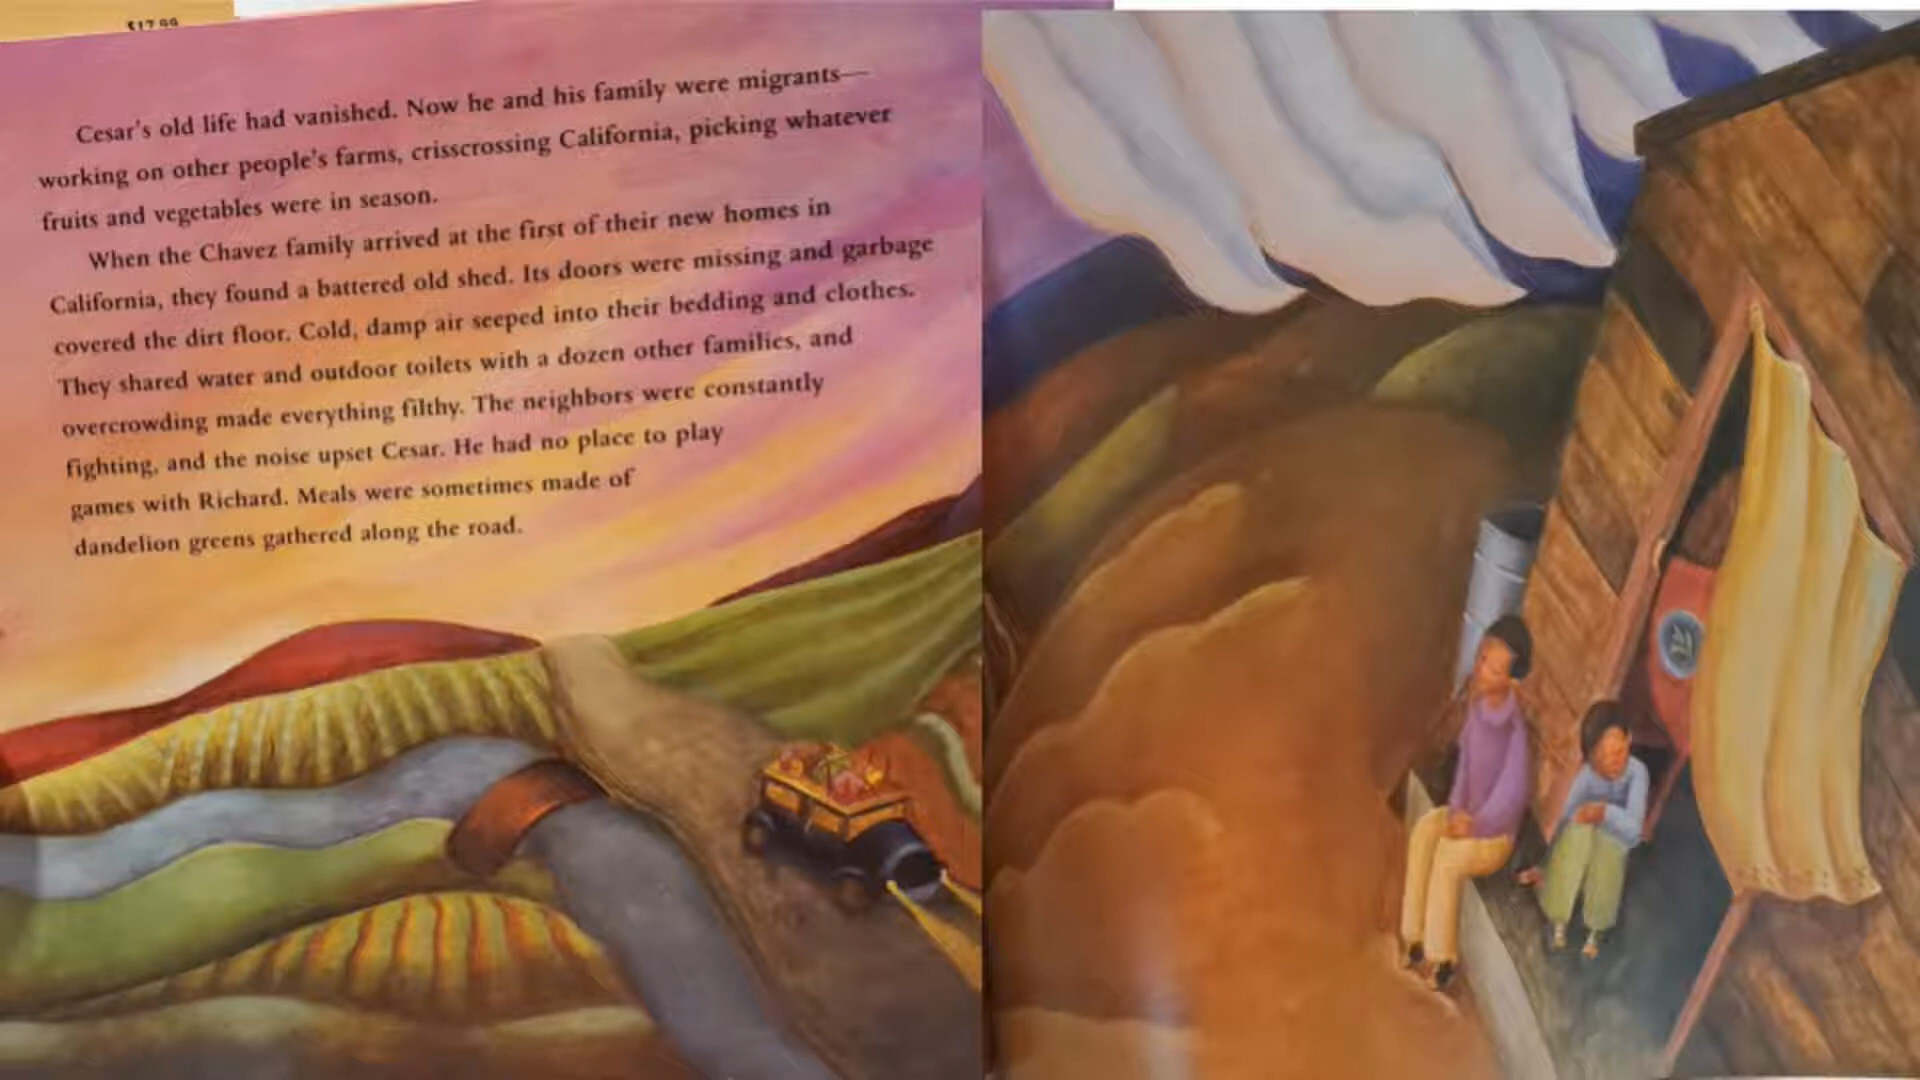 $17.99
Cesar's old life had vanished. Now he and his family were migrants—
working on other people's farms, crisscrossing California, picking whatever
fruits and vegetables were in season.
When the Chavez family arrived at the first of their new homes in
California, they found a battered old shed. Its doors were missing and garbage
covered the dirt floor. Cold, damp air seeped into their bedding and clothes.
They shared water and outdoor toilets with a dozen other families, and
overcrowding made everything filthy. The neighbors were constantly
fighting, and the noise upset Cesar. He had no place to play
games with Richard. Meals were sometimes made of
dandelion greens gathered along the road.